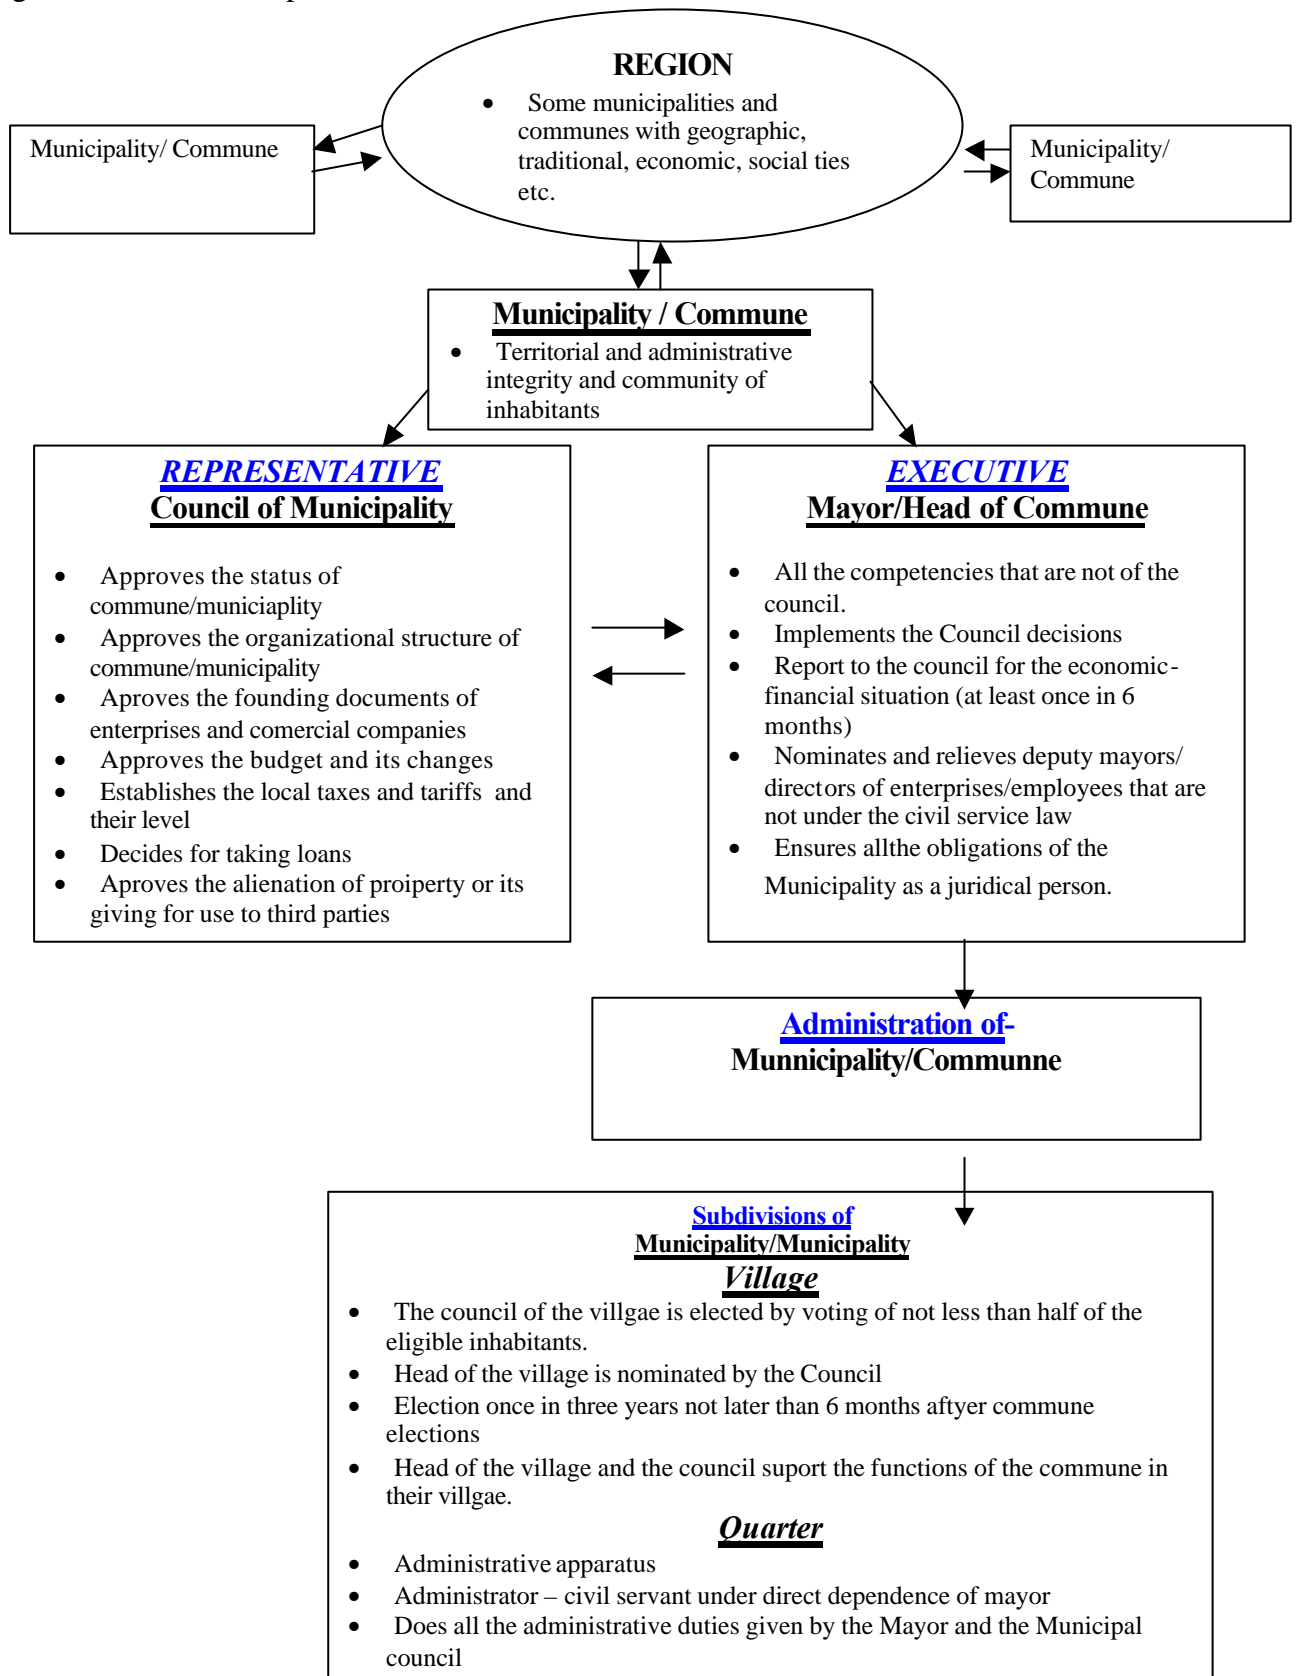 REGION
• Some municipalities and
communes with geographic,
traditional, economic, social ties
etc.
Municipality/ Commune
Municipality/
Commune
Municipality / Commune
• Territorial and administrative
integrity and community of
inhabitants
REPRESENTATIVE
Council of Municipality
• Approves the status of
commune/municiaplity
• Approves the organizational structure of
commune/municipality
• Aproves the founding documents of
enterprises and comercial companies
• Approves the budget and its changes
• Establishes the local taxes and tariffs and
their level
• Decides for taking loans
• Aproves the alienation of proiperty or its
giving for use to third parties
EXECUTIVE
Mayor/Head of Commune
• All the competencies that are not of the
council.
• Implements the Council decisions
• Report to the council for the economic-
financial situation (at least once in 6
months)
• Nominates and relieves deputy mayors/
directors of enterprises/employees that are
not under the civil service law
• Ensures allthe obligations of the
Municipality as a juridical person.
Administration of-
Munnicipality/Communne
Subdivisions of
Municipality/Municipality
Village
• The council of the villgae is elected by voting of not less than half of the
eligible inhabitants.
• Head of the village is nominated by the Council
• Election once in three years not later than 6 months aftyer commune
elections
• Head of the village and the council suport the functions of the commune in
their villgae.
Quarter
• Administrative apparatus
• Administrator – civil servant under direct dependence of mayor
• Does all the administrative duties given by the Mayor and the Municipal
council